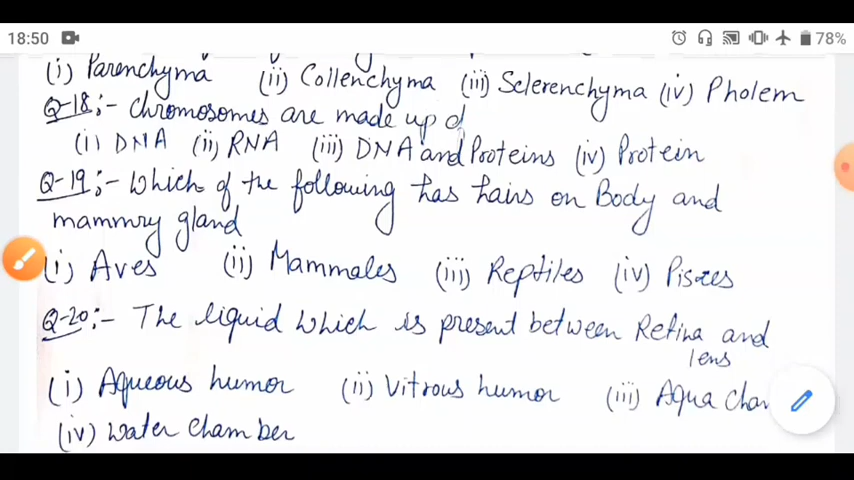 18:50
78%
(i) Parenchyma (ii) Collenchyma (iii) Sclerenchyma (iv) Pholem
Q-18:- Chromosomes are made up of
(i) DNA (ii) RNA (iii) DNA and Proteins (iv) Protein
Q-19:- Which of the following has hairs on Body and
mammry gland
(i) Aves (ii) Mammales (iii) Reptiles (iv) Pisces
Q-20:- The liquid which is present between Retina and
lens
(i) Aqueous humor (ii) Vitrous humor (iii) Aqua
(iv) Water Chamber